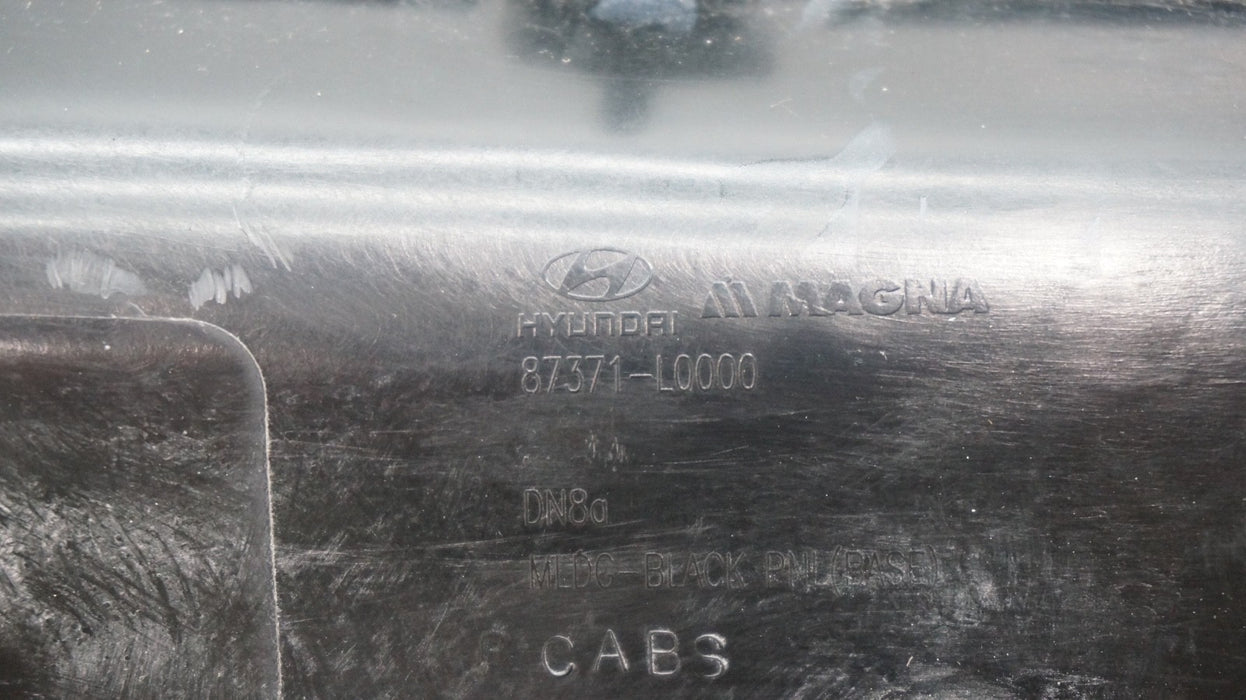 HYUNDAI
MAGNA
87371-L0000
DN8a
MLDG-BLACK PNL(BASE)
CABS